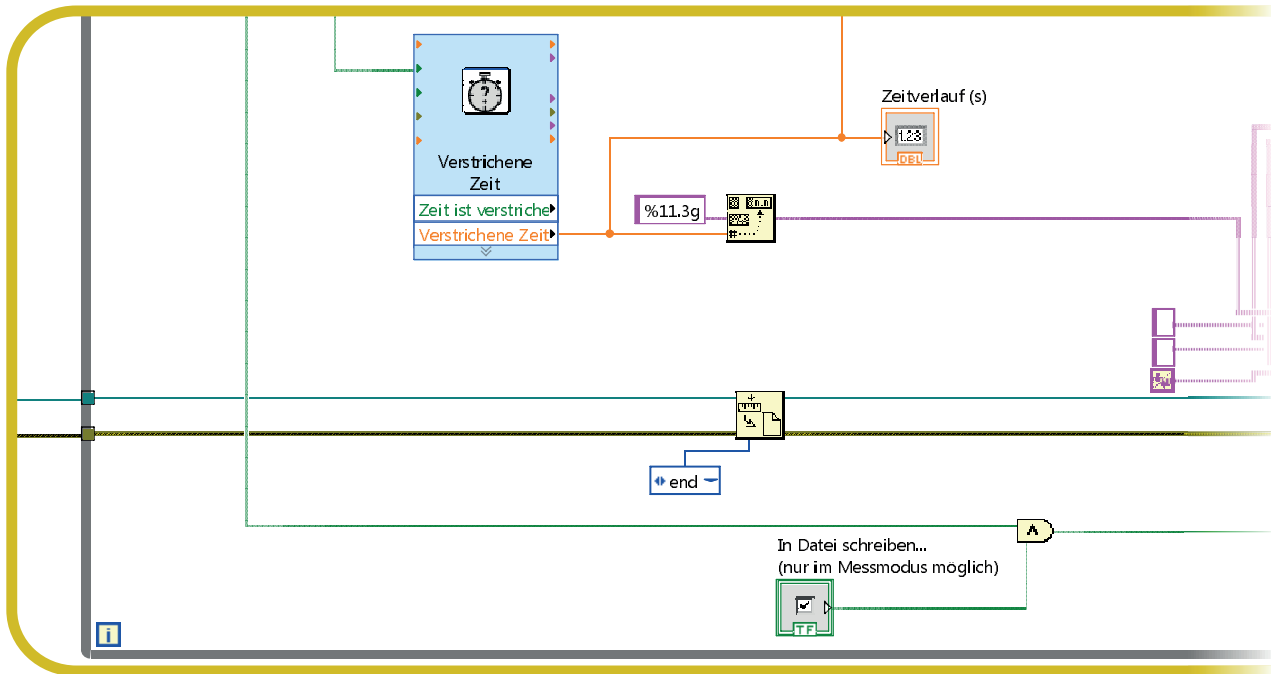 ?
Verstrichene
Zeit
Zeit ist verstriche
Verstrichene Zeit
Zeitverlauf (s)
1.23
DBL
%11.3g
end
In Datei schreiben...
(nur im Messmodus möglich)
TF
i